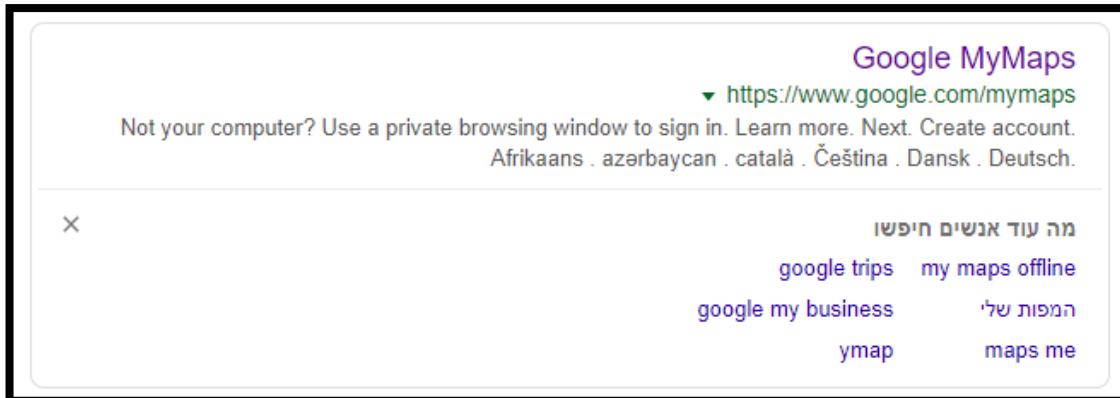 Google MyMaps
https://www.google.com/mymaps
Not your computer? Use a private browsing window to sign in. Learn more. Next. Create account.
Afrikaans . azərbaycan . català . Čeština . Dansk . Deutsch.
מה עוד אנשים חיפשו
my maps offline google trips
המפות שלי google my business
maps me ymap